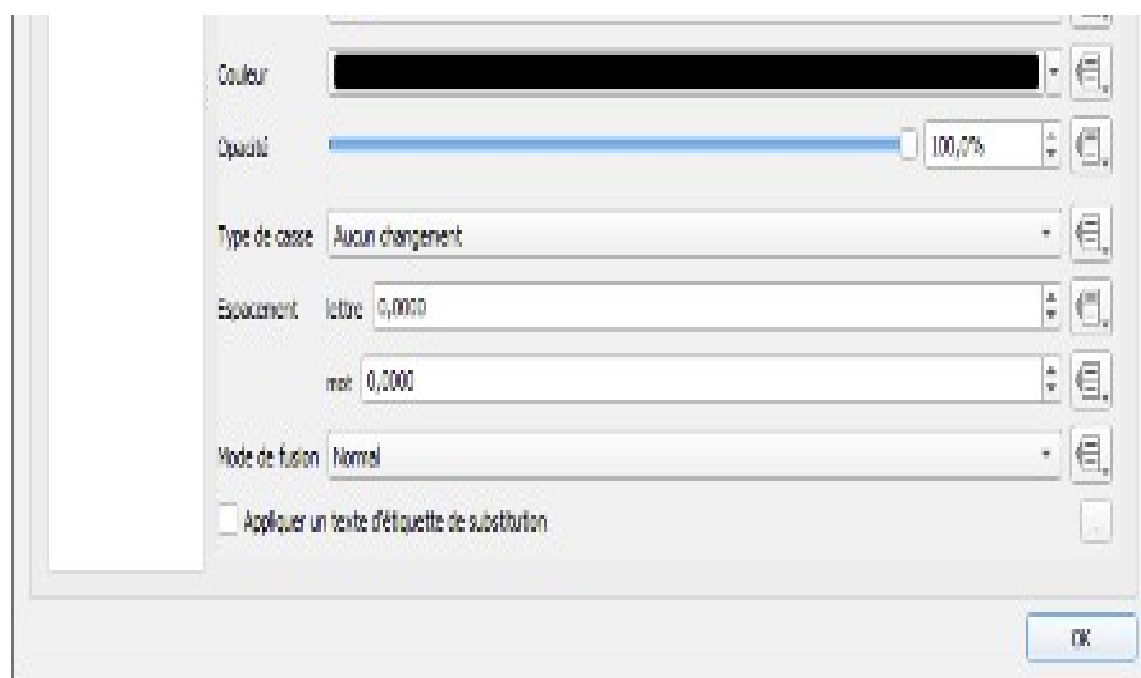 Couleur
Opacité 100,0%
Type de casse Aucun changement
Espacement lettre 0,0000
mot 0,0000
Mode de fusion Normal
Appliquer un texte d'étiquette de substitution
...
OK